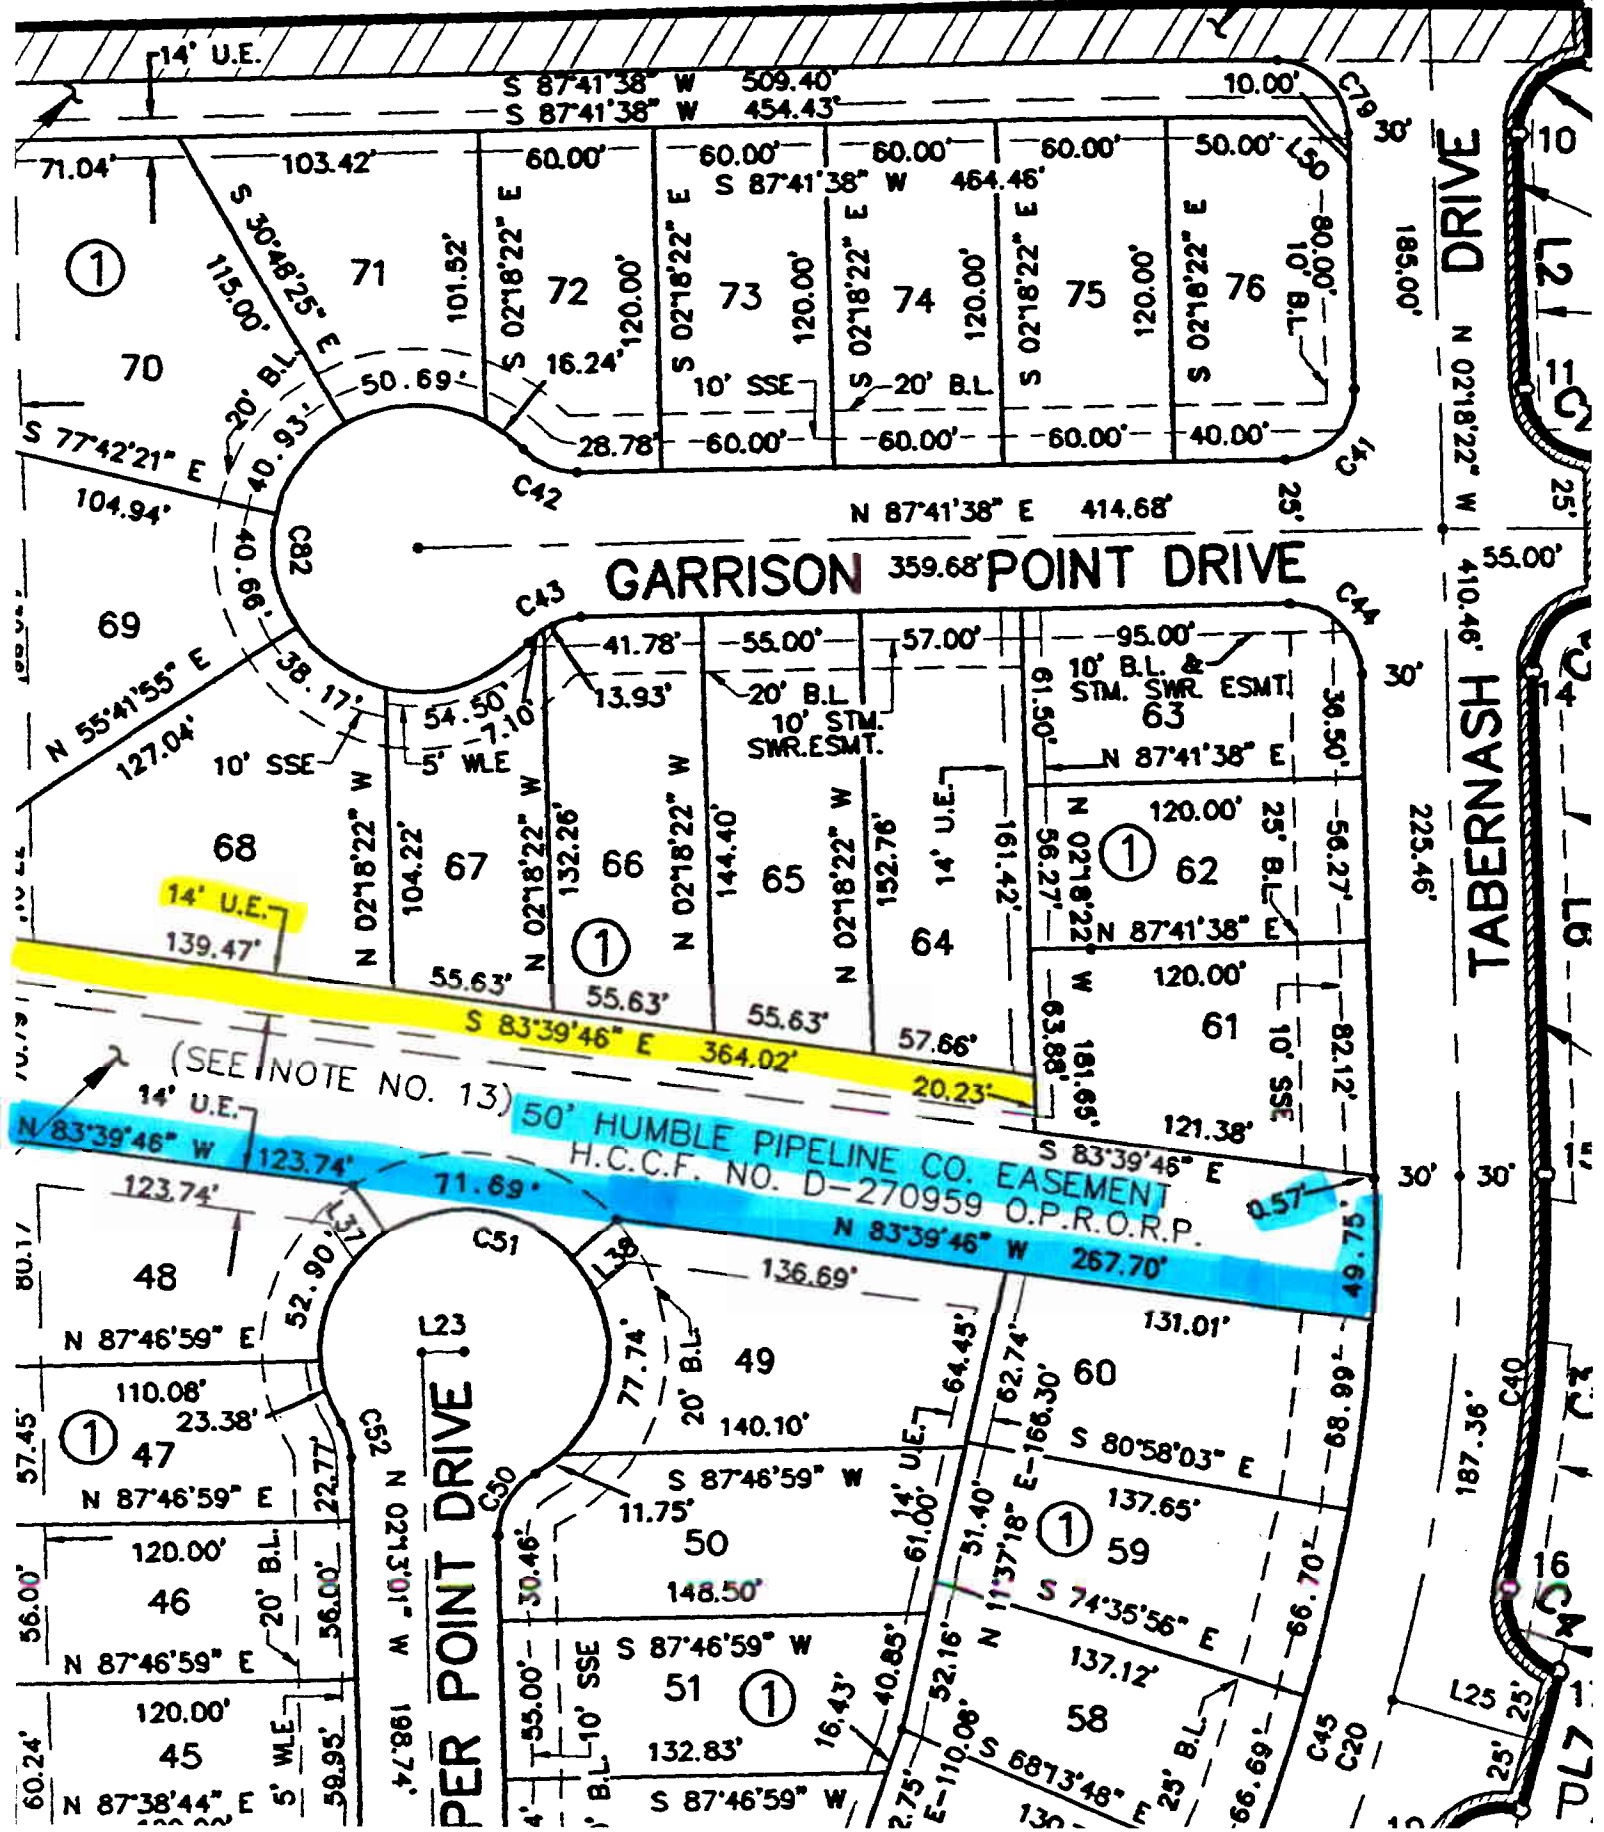 14' U.E.
S 87°41'38" W 509.40'
S 87°41'38" W 454.43'
10.00'
C79
30'
10
71.04'
103.42'
60.00'
60.00'
60.00'
60.00'
50.00'
L50
S 87°41'38" W 464.46'
DRIVE
1
S 30°48'25" E
115.00'
71
101.52'
S 02°18'22" E
72
120.00'
S 02°18'22" E
73
120.00'
S 02°18'22" E
74
120.00'
S 02°18'22" E
75
120.00'
S 02°18'22" E
76
80.00'
10' B.L.
185.00'
N 02°18'22" W
L2
11
70
20' B.L.
50.69'
16.24'
10' SSE
20' B.L.
40.93'
S 77°42'21" E
104.94'
28.78'
60.00'
60.00'
60.00'
40.00'
C41
C42
25'
25'
N 87°41'38" E 414.68'
C82
GARRISON 359.68' POINT DRIVE
55.00'
410.46'
40.66'
69
C43
C44
41.78'
55.00'
57.00'
95.00'
38.17'
10' B.L. &
STM. SWR. ESMT.
63
30'
14
N 55°41'55" E
127.04'
54.50'
7.10'
13.93'
20' B.L.
10' STM.
SWR.ESMT.
61.50'
36.50'
10' SSE
5' WLE
N 87°41'38" E
TABERNASH
68
N 02°18'22" W
104.22'
67
N 02°18'22" W
132.26'
66
N 02°18'22" W
144.40'
65
N 02°18'22" W
152.76'
14' U.E.
161.42'
64
56.27'
N 02°18'22" W
120.00'
1
62
25' B.L.
56.27'
225.46'
L6
14' U.E.
139.47'
1
N 87°41'38" E
120.00'
55.63'
55.63'
55.63'
57.66'
63.88'
181.65'
61
10' SSE
82.12'
S 83°39'46" E 364.02'
20.23'
(SEE NOTE NO. 13)
14' U.E.
121.38'
S 83°39'46" E
N 83°39'46" W
50' HUMBLE PIPELINE CO. EASEMENT
H.C.C.F. NO. D-270959 O.P.R.O.R.P.
30'
30'
123.74'
123.74'
71.69'
0.57'
49.75'
N 83°39'46" W 267.70'
L37
C51
L38
136.69'
131.01'
80.17
48
52.90'
L23
N 87°46'59" E
77.74'
20' B.L.
49
64.45'
62.74'
60
68.99'
C40
110.08'
23.38'
140.10'
S 80°58'03" E
57.45'
1
47
C52
S 87°46'59" W
N 11°37'18" E-166.30'
187.36'
N 87°46'59" E
22.77'
C50
11.75'
14' U.E.
61.00'
51.40'
137.65'
1
59
50
120.00'
30.46'
148.50'
S 74°35'56" E
66.70'
16
56.00'
46
20' B.L.
56.00'
N 02°13'01" W 198.74'
N 87°46'59" E
S 87°46'59" W
40.85'
52.16'
137.12'
51
1
55.00'
10' SSE
16.43'
58
L25
25'
120.00'
45
5' WLE
59.95'
60.24'
132.83'
S 68°13'48" E
25' B.L.
C45
C20
25'
N 87°38'44" E
PER POINT DRIVE
B.L.
S 87°46'59" W
2.75'
E-110.08'
66.69'